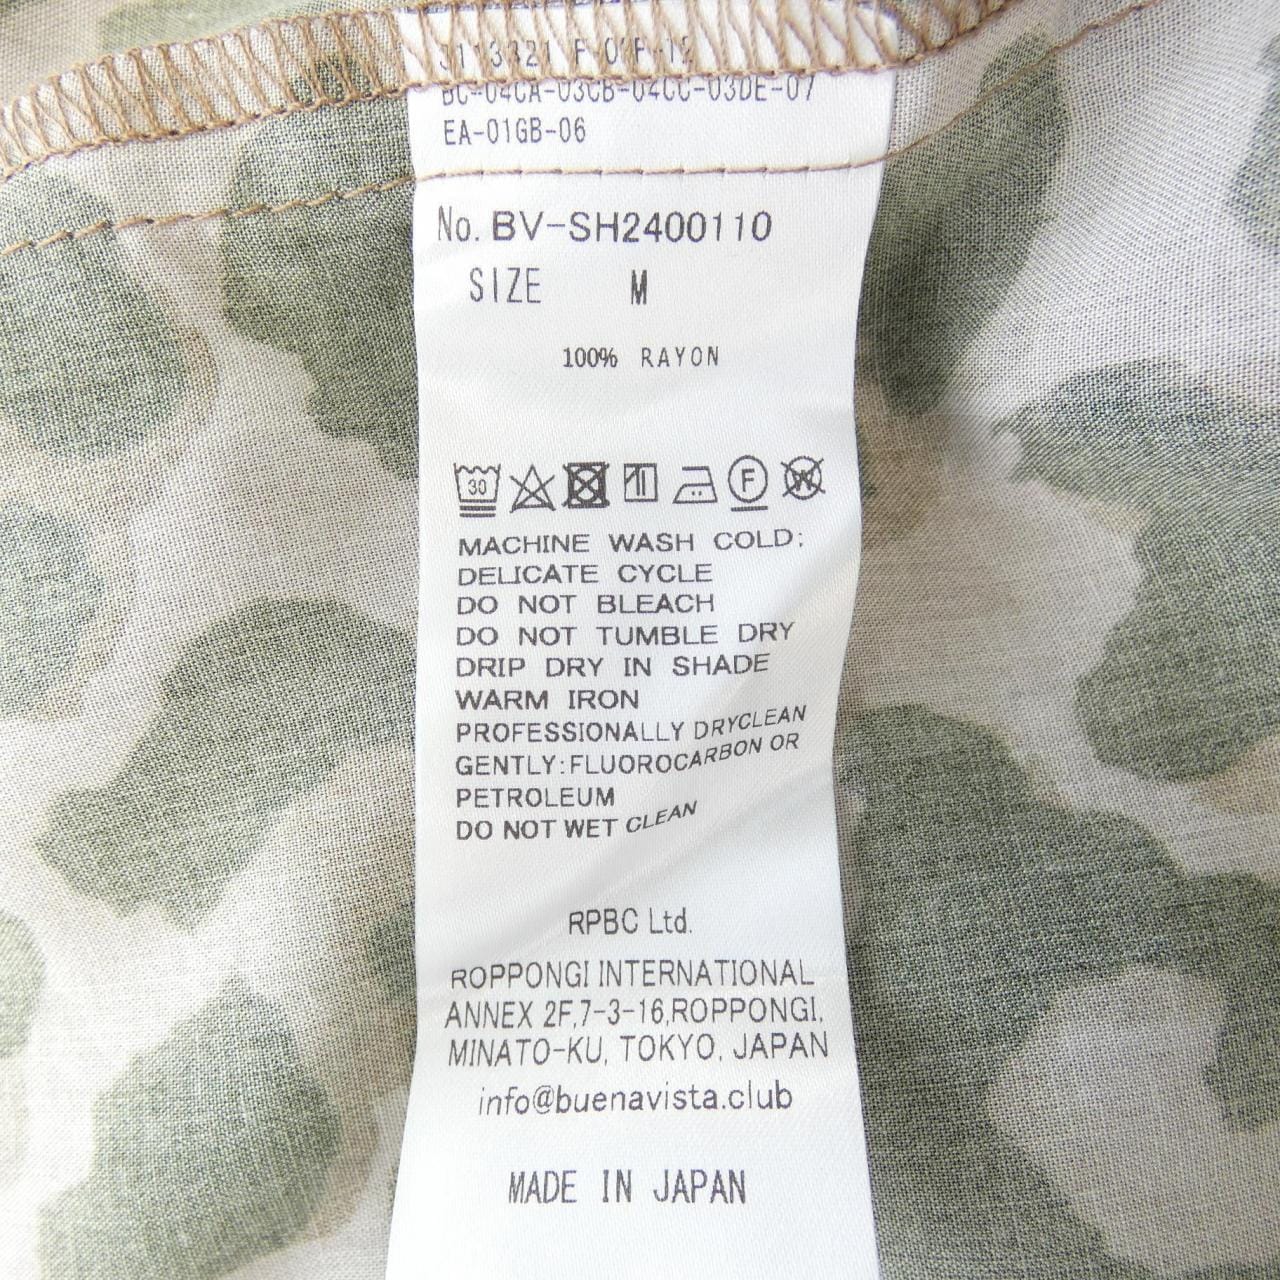 BC-04CA-03CB-04CC-03DE-07
EA-01GB-06
No. BV-SH2400110
SIZE M
100% RAYON
30 F W
MACHINE WASH COLD;
DELICATE CYCLE
DO NOT BLEACH
DO NOT TUMBLE DRY
DRIP DRY IN SHADE
WARM IRON
PROFESSIONALLY DRYCLEAN
GENTLY:FLUOROCARBON OR
PETROLEUM
DO NOT WET CLEAN
RPBC Ltd.
ROPPONGI INTERNATIONAL
ANNEX 2F,7-3-16,ROPPONGI,
MINATO-KU, TOKYO, JAPAN
info@buenavista.club
MADE IN JAPAN